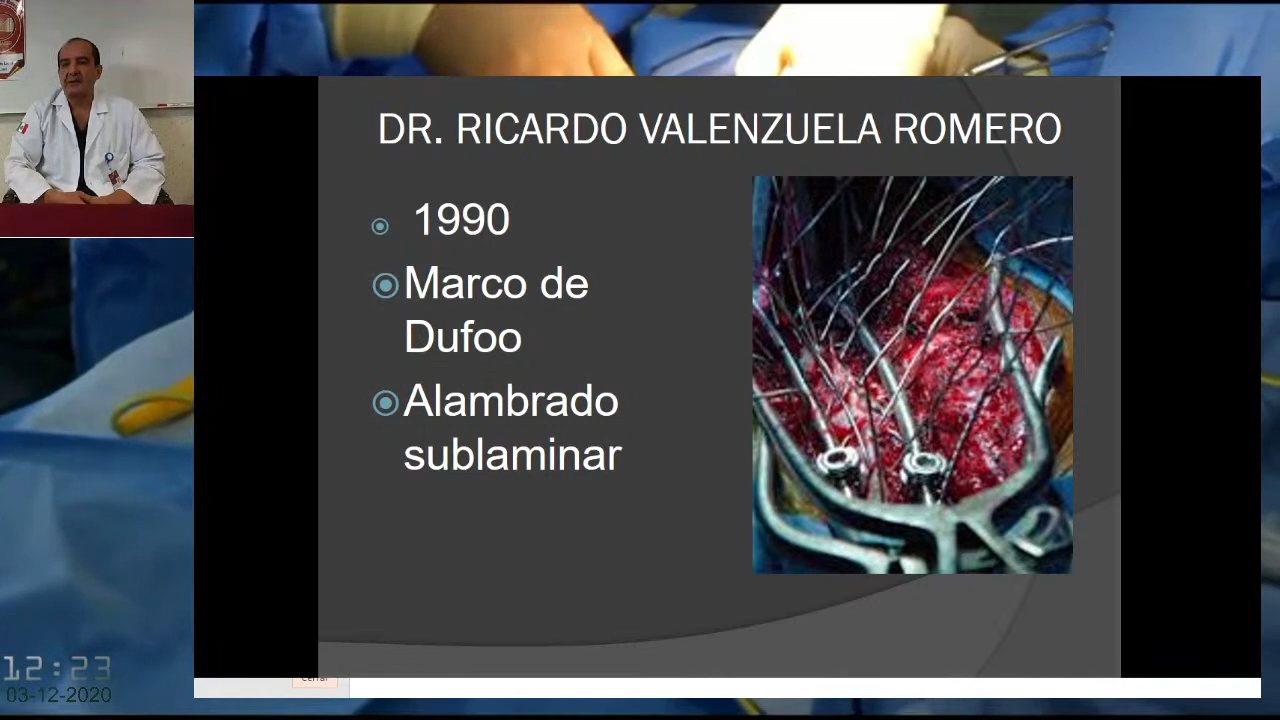 DR. RICARDO VALENZUELA ROMERO
1990
Marco de
Dufoo
Alambrado
sublaminar
12:23
03-12-2020